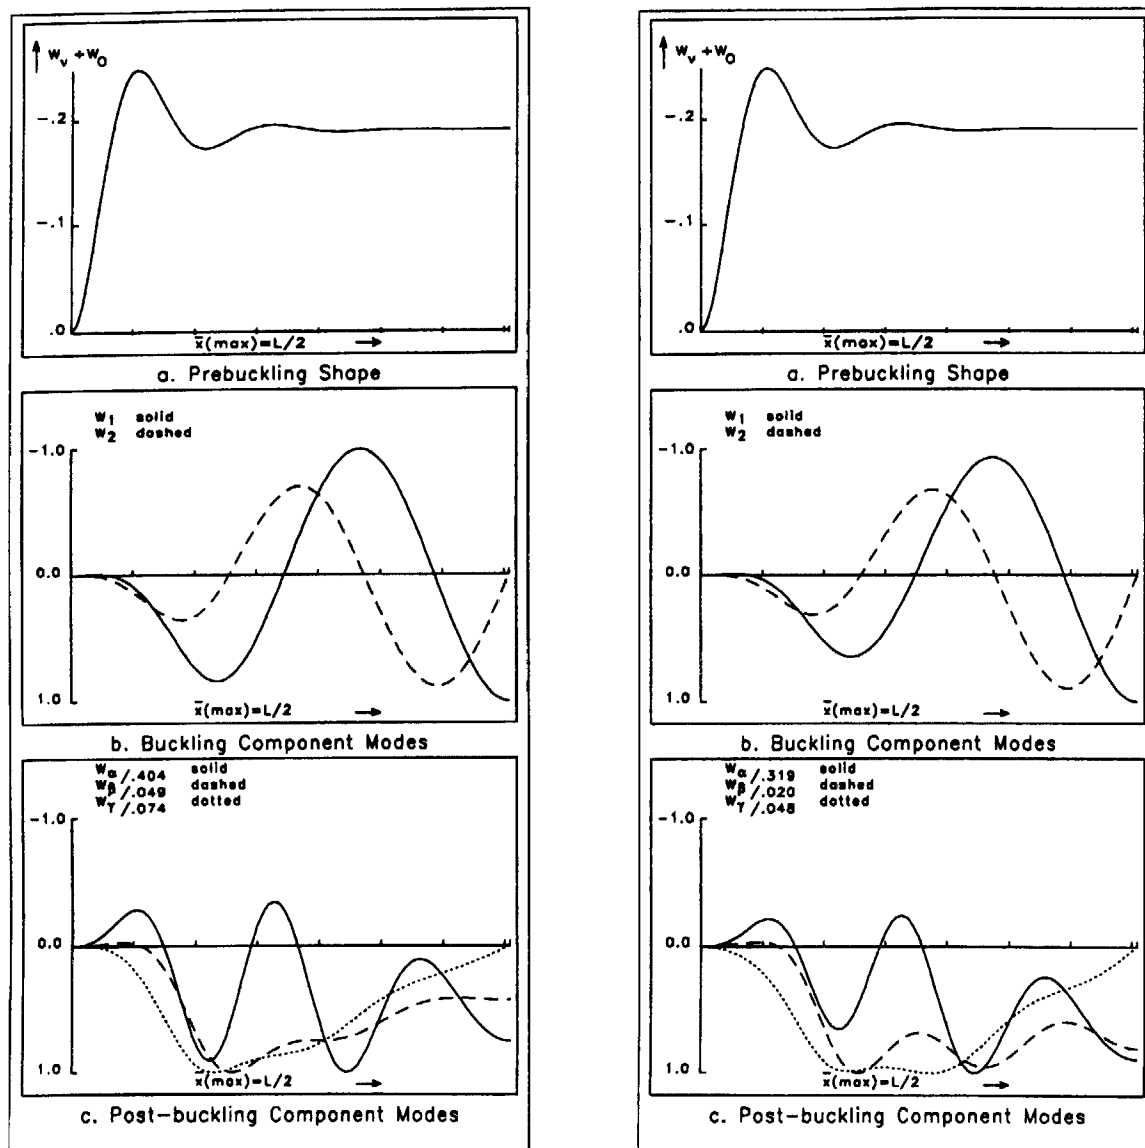 W_v + W_0
-.2
-.1
.0
x̄(max)=L/2 →
a. Prebuckling Shape
W_1 solid
W_2 dashed
-1.0
0.0
1.0
x̄(max)=L/2 →
b. Buckling Component Modes
W_α/.404 solid
W_β/.049 dashed
W_γ/.074 dotted
-1.0
0.0
1.0
x̄(max)=L/2 →
c. Post-buckling Component Modes
W_v + W_0
-.2
-.1
.0
x̄(max)=L/2 →
a. Prebuckling Shape
W_1 solid
W_2 dashed
-1.0
0.0
1.0
x̄(max)=L/2 →
b. Buckling Component Modes
W_α/.319 solid
W_β/.020 dashed
W_γ/.048 dotted
-1.0
0.0
1.0
x̄(max)=L/2 →
c. Post-buckling Component Modes